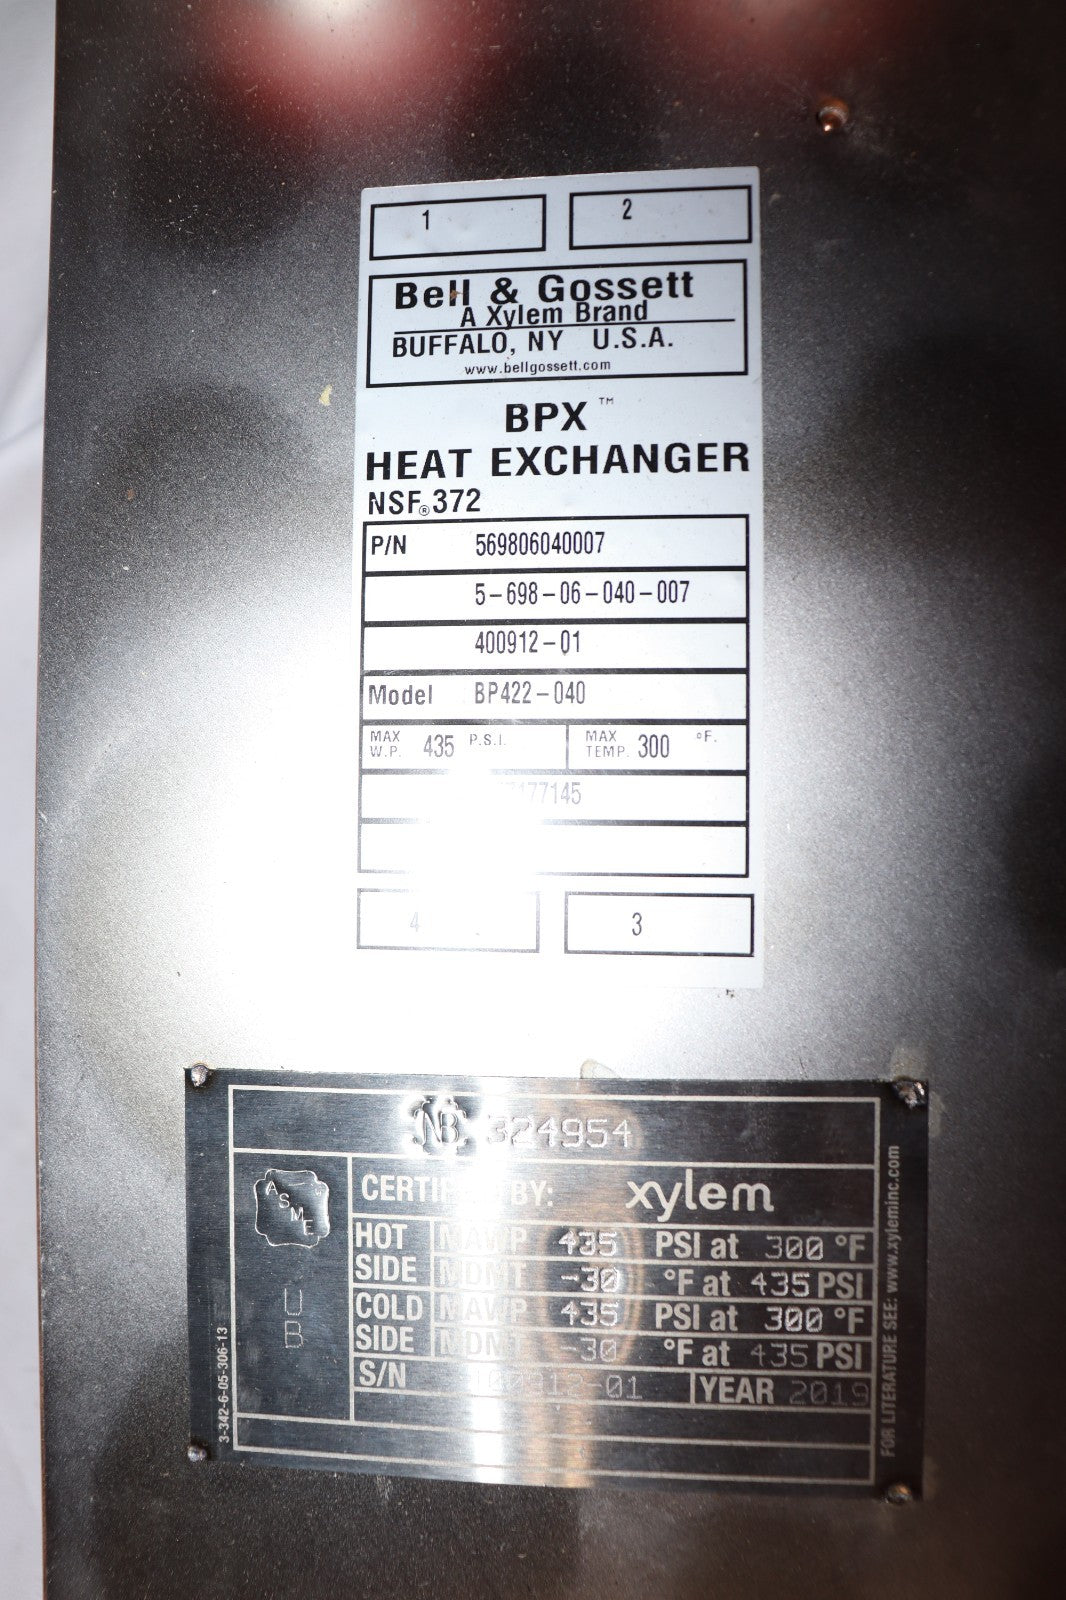 1
2
Bell & Gossett
A Xylem Brand
BUFFALO, NY U.S.A.
www.bellgossett.com
BPX™
HEAT EXCHANGER
NSF® 372
P/N 569806040007
5-698-06-040-007
400912-01
Model BP422-040
MAX W.P. 435 P.S.I. MAX TEMP. 300 °F.
4
3
NB 324954
ASME
U
B
CERTIFIED BY: xylem
HOT SIDE MAWP 435 PSI at 300 °F
MDMT -30 °F at 435 PSI
COLD SIDE MAWP 435 PSI at 300 °F
MDMT -30 °F at 435 PSI
S/N 400912-01 YEAR 2019
3-342-6-05-306-13
FOR LITERATURE SEE: www.xyleminc.com